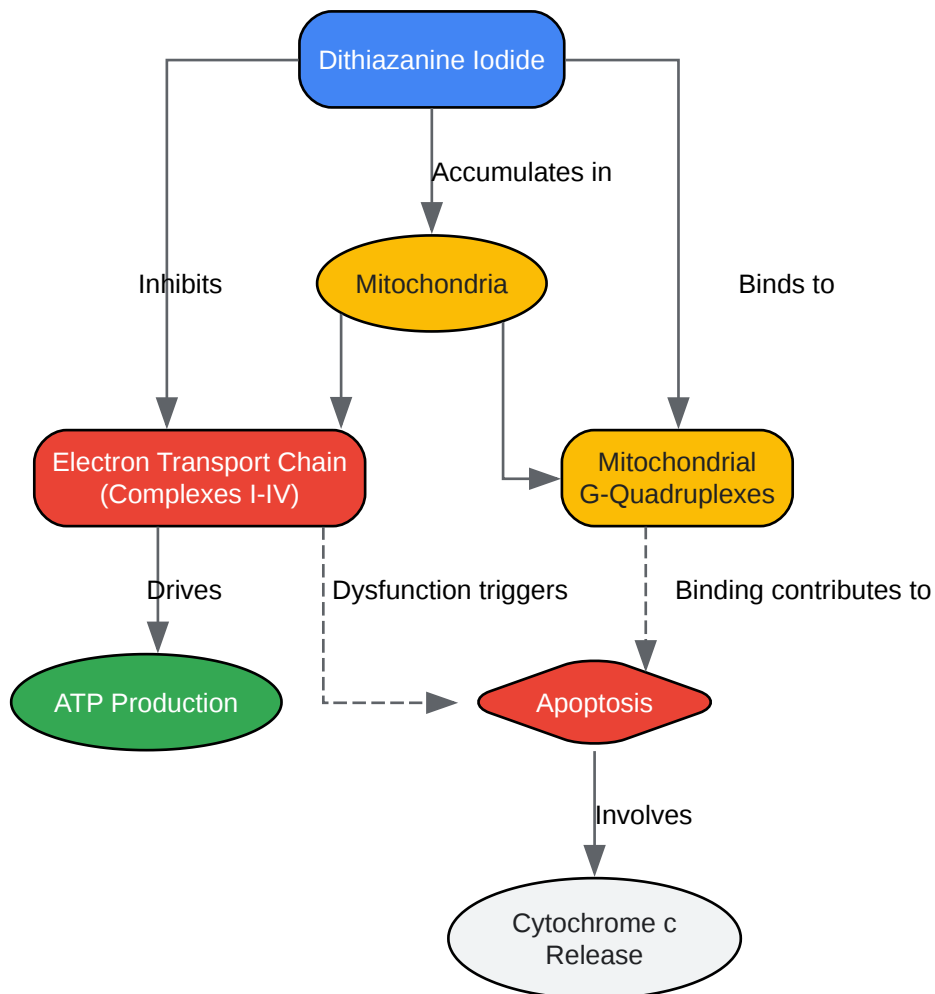 Dithiazanine Iodide
Accumulates in
Inhibits
Mitochondria
Binds to
Electron Transport Chain
(Complexes I-IV)
Mitochondrial
G-Quadruplexes
Drives
Dysfunction triggers
Binding contributes to
ATP Production
Apoptosis
Involves
Cytochrome c
Release